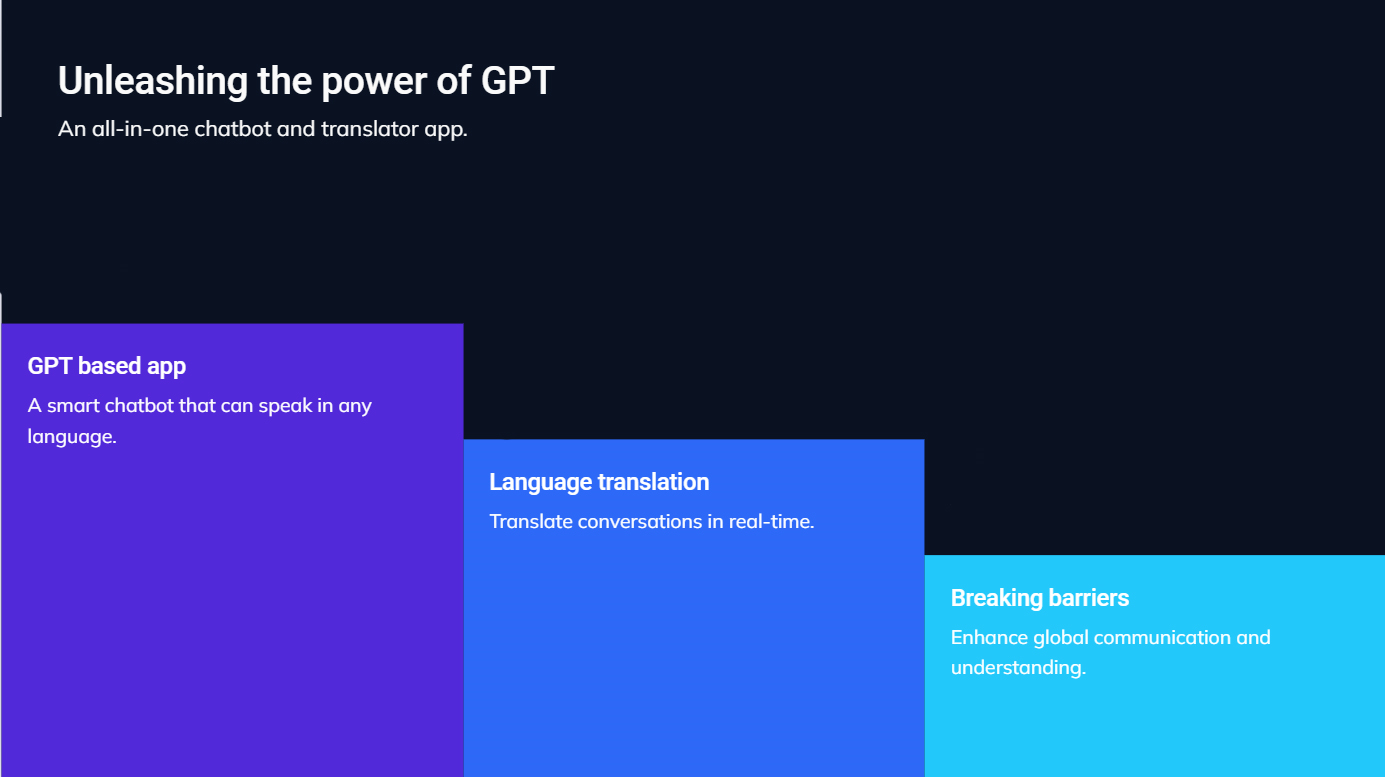 Unleashing the power of GPT
An all-in-one chatbot and translator app.
GPT based app
A smart chatbot that can speak in any
language.
Language translation
Translate conversations in real-time.
Breaking barriers
Enhance global communication and
understanding.